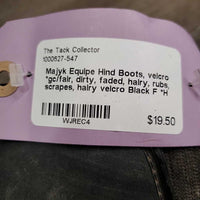 The Tack Collector
1000627-547
Majyk Equipe Hind Boots, velcro
*gc/fair, dirty, faded, hairy, rubs,
scrapes, hairy velcro Black F *H
$19.50
WJREC4